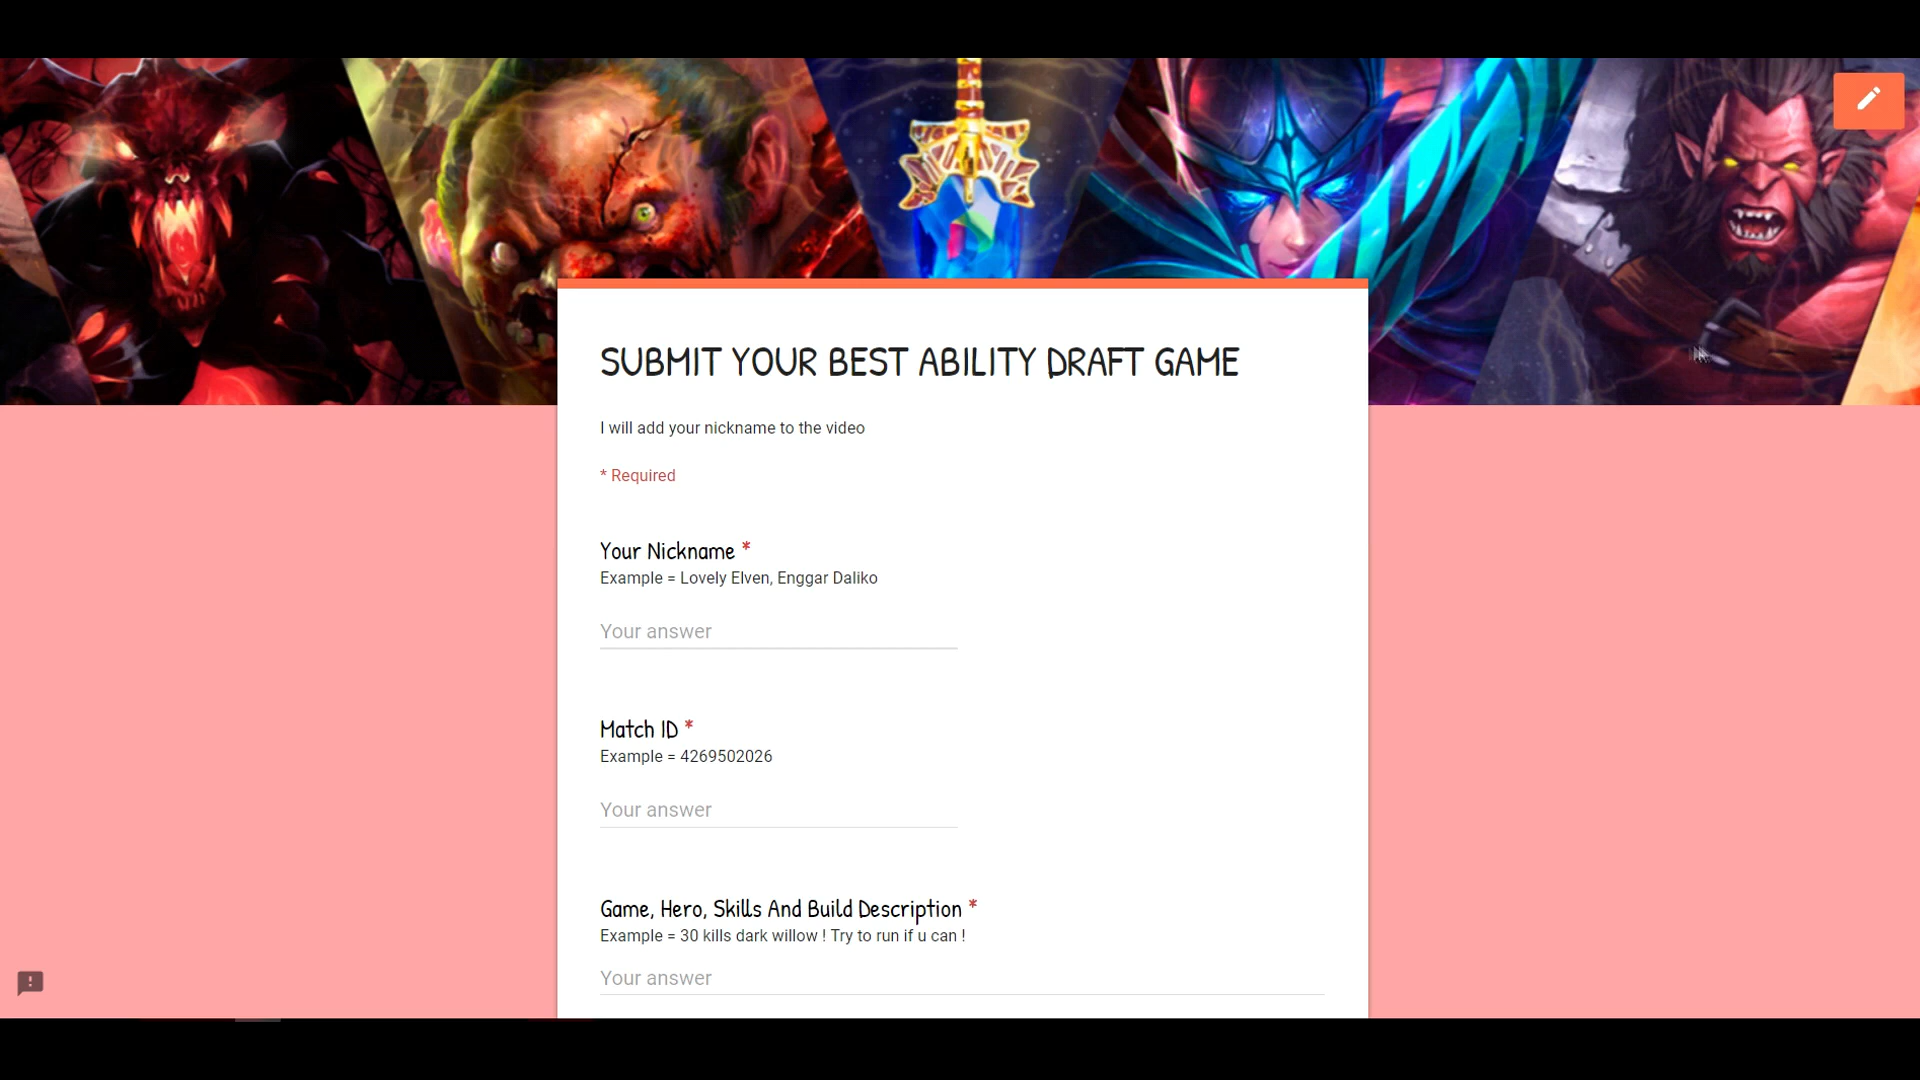 SUBMIT YOUR BEST ABILITY DRAFT GAME
I will add your nickname to the video
* Required
Your Nickname *
Example = Lovely Elven, Enggar Daliko
Your answer
Match ID *
Example = 4269502026
Your answer
Game, Hero, Skills And Build Description *
Example = 30 kills dark willow ! Try to run if u can !
Your answer